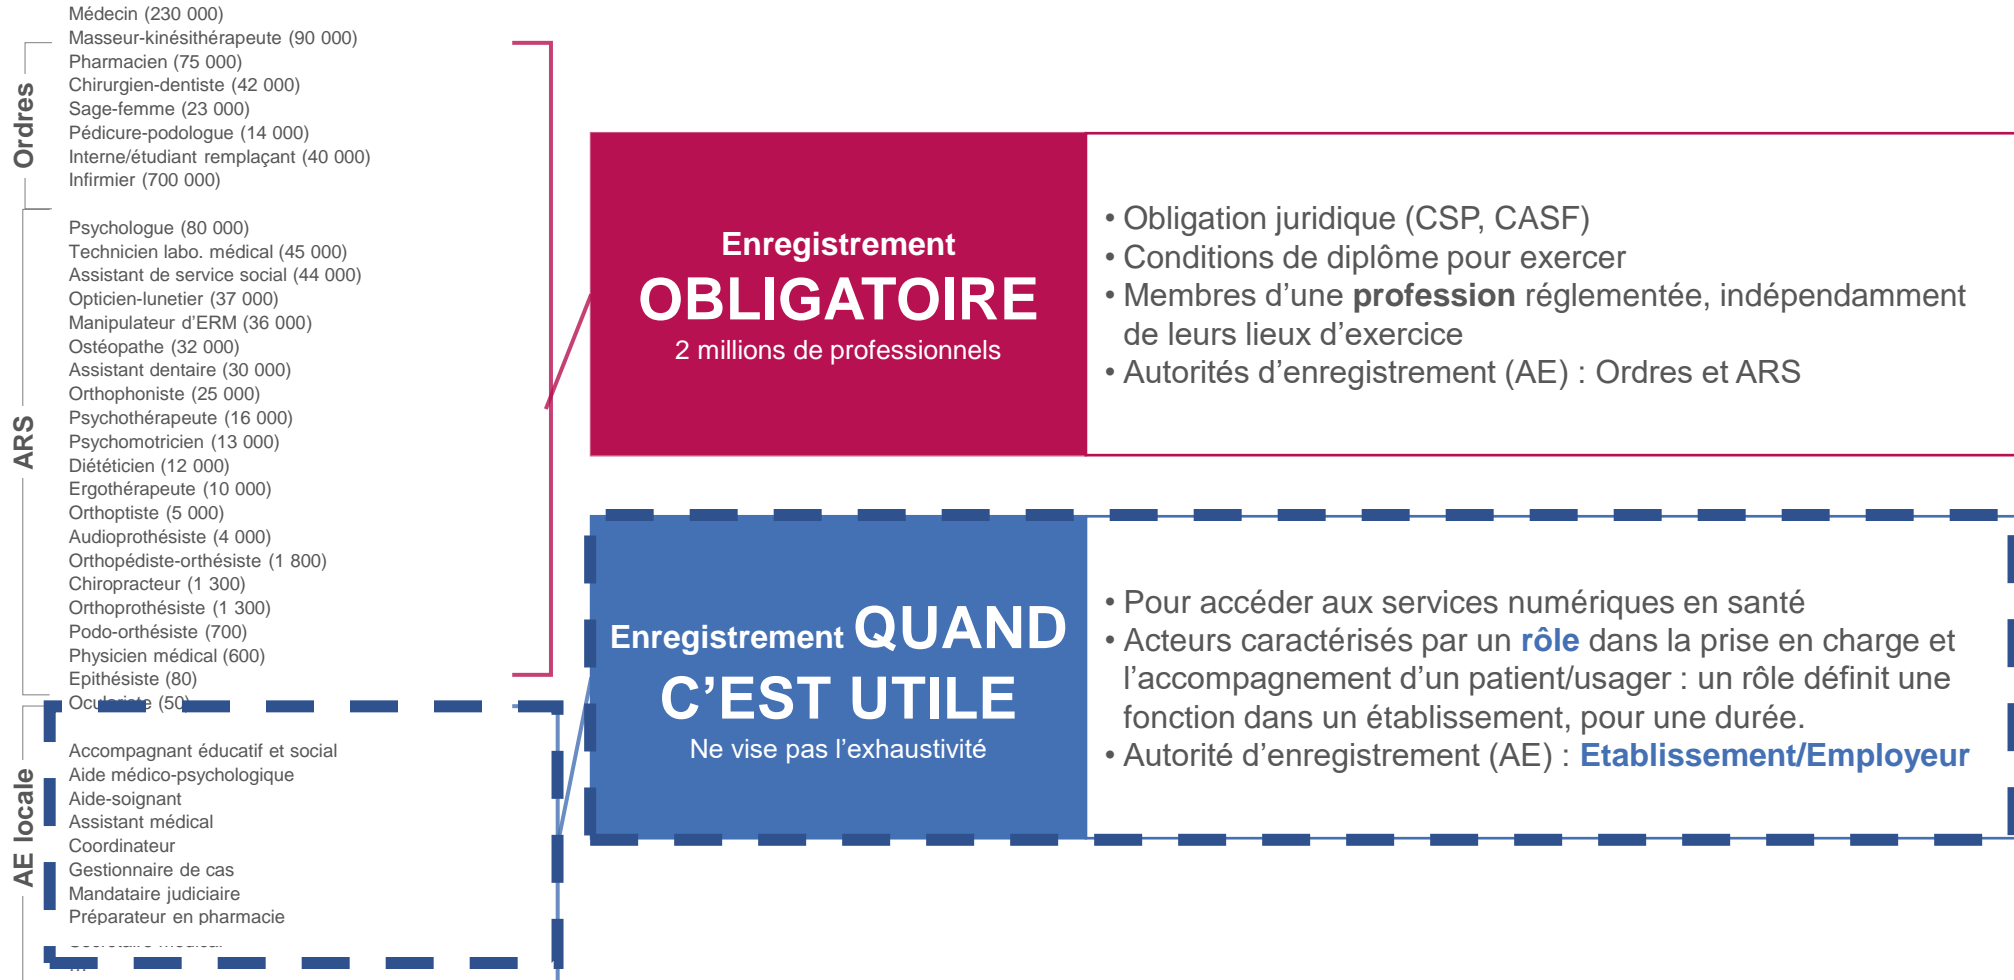 Ordres
Médecin (230 000)
Masseur-kinésithérapeute (90 000)
Pharmacien (75 000)
Chirurgien-dentiste (42 000)
Sage-femme (23 000)
Pédicure-podologue (14 000)
Interne/étudiant remplaçant (40 000)
Infirmier (700 000)
ARS
Psychologue (80 000)
Technicien labo. médical (45 000)
Assistant de service social (44 000)
Opticien-lunetier (37 000)
Manipulateur d'ERM (36 000)
Ostéopathe (32 000)
Assistant dentaire (30 000)
Orthophoniste (25 000)
Psychothérapeute (16 000)
Psychomotricien (13 000)
Diététicien (12 000)
Ergothérapeute (10 000)
Orthoptiste (5 000)
Audioprothésiste (4 000)
Orthopédiste-orthésiste (1 800)
Chiropracteur (1 300)
Orthoprothésiste (1 300)
Podo-orthésiste (700)
Physicien médical (600)
Epithésiste (80)
Oculariste (50)
AE locale
Accompagnant éducatif et social
Aide médico-psychologique
Aide-soignant
Assistant médical
Coordinateur
Gestionnaire de cas
Mandataire judiciaire
Préparateur en pharmacie
...
Enregistrement
OBLIGATOIRE
2 millions de professionnels
• Obligation juridique (CSP, CASF)
• Conditions de diplôme pour exercer
• Membres d'une profession réglementée, indépendamment
de leurs lieux d'exercice
• Autorités d'enregistrement (AE) : Ordres et ARS
Enregistrement QUAND
C'EST UTILE
Ne vise pas l'exhaustivité
• Pour accéder aux services numériques en santé
• Acteurs caractérisés par un rôle dans la prise en charge et
l'accompagnement d'un patient/usager : un rôle définit une
fonction dans un établissement, pour une durée.
• Autorité d'enregistrement (AE) : Etablissement/Employeur